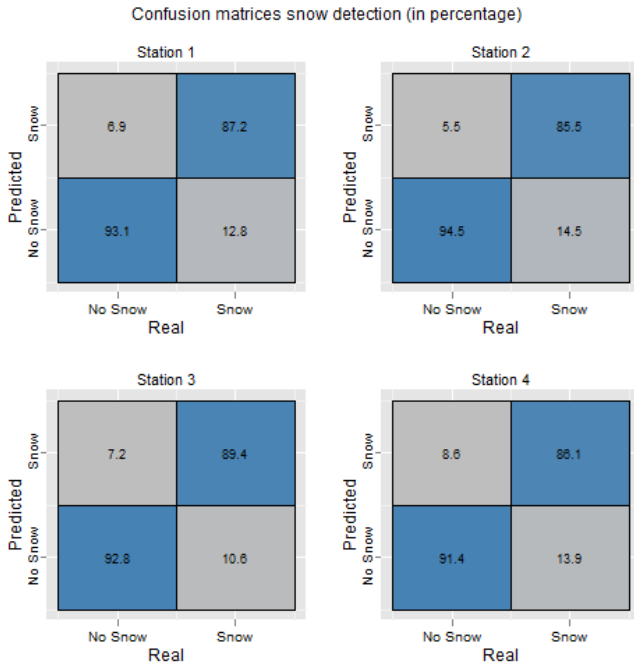 Confusion matrices snow detection (in percentage)
Station 1
Predicted
Snow
No Snow
6.9
87.2
93.1
12.8
No Snow
Snow
Real
Station 2
Predicted
Snow
No Snow
5.5
85.5
94.5
14.5
No Snow
Snow
Real
Station 3
Predicted
Snow
No Snow
7.2
89.4
92.8
10.6
No Snow
Snow
Real
Station 4
Predicted
Snow
No Snow
8.6
86.1
91.4
13.9
No Snow
Snow
Real